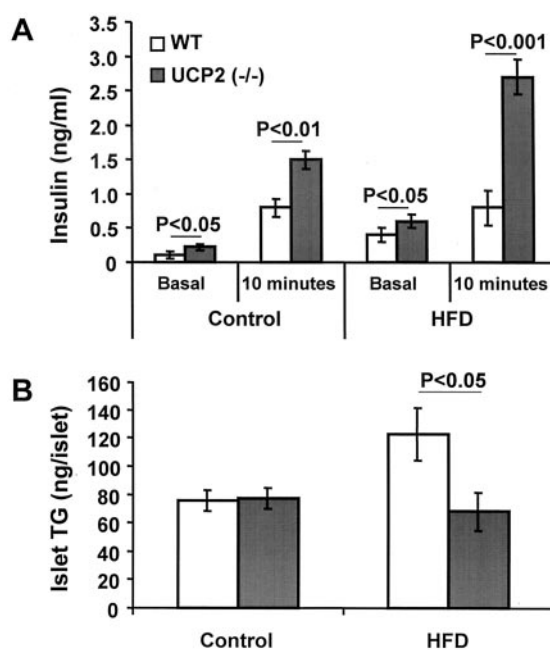 A
3.5
3.0
2.5
2.0
1.5
1.0
0.5
0
Insulin (ng/ml)
WT
UCP2 (-/-)
P<0.05
P<0.01
P<0.05
P<0.001
Basal 10 minutes Basal 10 minutes
Control HFD
B
160
140
120
100
80
60
40
20
0
Islet TG (ng/islet)
P<0.05
Control HFD